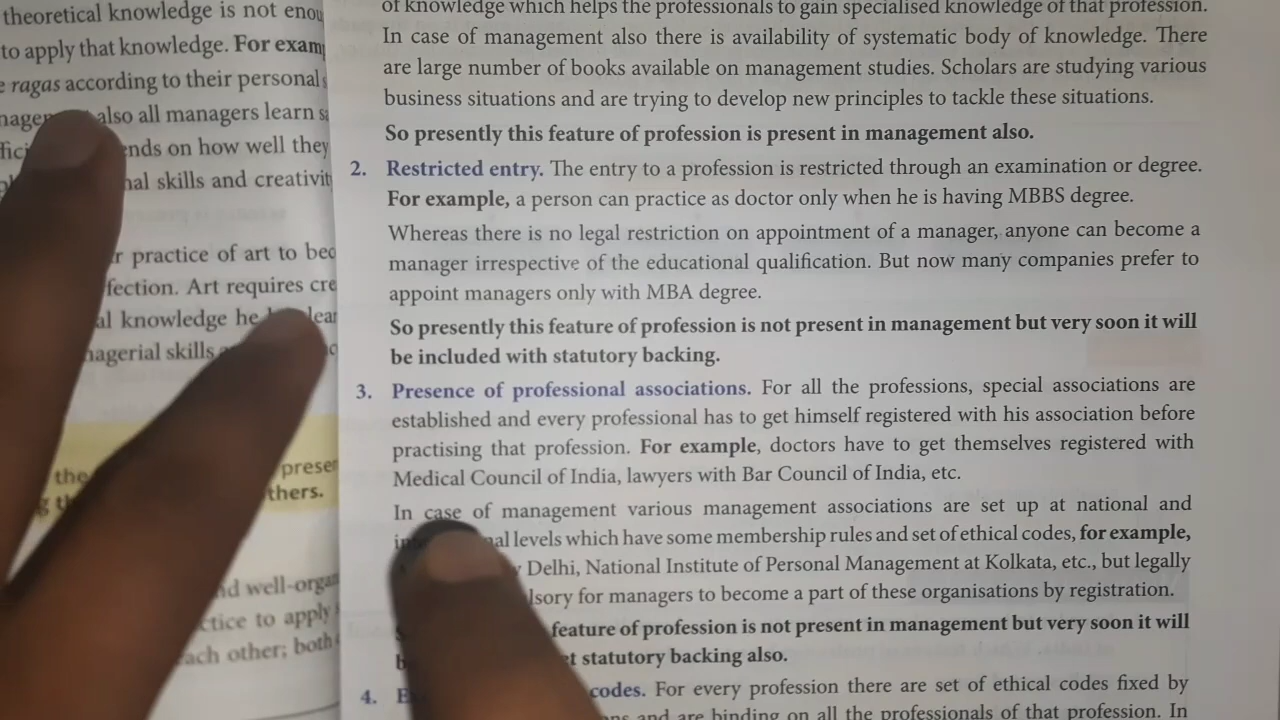 theoretical knowledge is not enou
to apply that knowledge. For exam
ragas according to their personal
also all managers learn
ends on how well they
nal skills and creativit
r practice of art to bec
fection. Art requires cre
al knowledge he lear
nagerial skills
the prese
thers.
nd well-organ
ctice to apply
each other; both
of knowledge which helps the professionals to gain specialised knowledge of that profession.
In case of management also there is availability of systematic body of knowledge. There
are large number of books available on management studies. Scholars are studying various
business situations and are trying to develop new principles to tackle these situations.
So presently this feature of profession is present in management also.
2. Restricted entry. The entry to a profession is restricted through an examination or degree.
For example, a person can practice as doctor only when he is having MBBS degree.
Whereas there is no legal restriction on appointment of a manager, anyone can become a
manager irrespective of the educational qualification. But now many companies prefer to
appoint managers only with MBA degree.
So presently this feature of profession is not present in management but very soon it will
be included with statutory backing.
3. Presence of professional associations. For all the professions, special associations are
established and every professional has to get himself registered with his association before
practising that profession. For example, doctors have to get themselves registered with
Medical Council of India, lawyers with Bar Council of India, etc.
In case of management various management associations are set up at national and
nal levels which have some membership rules and set of ethical codes, for example,
Delhi, National Institute of Personal Management at Kolkata, etc., but legally
lsory for managers to become a part of these organisations by registration.
feature of profession is not present in management but very soon it will
statutory backing also.
4. E codes. For every profession there are set of ethical codes fixed by
and are binding on all the professionals of that profession. In